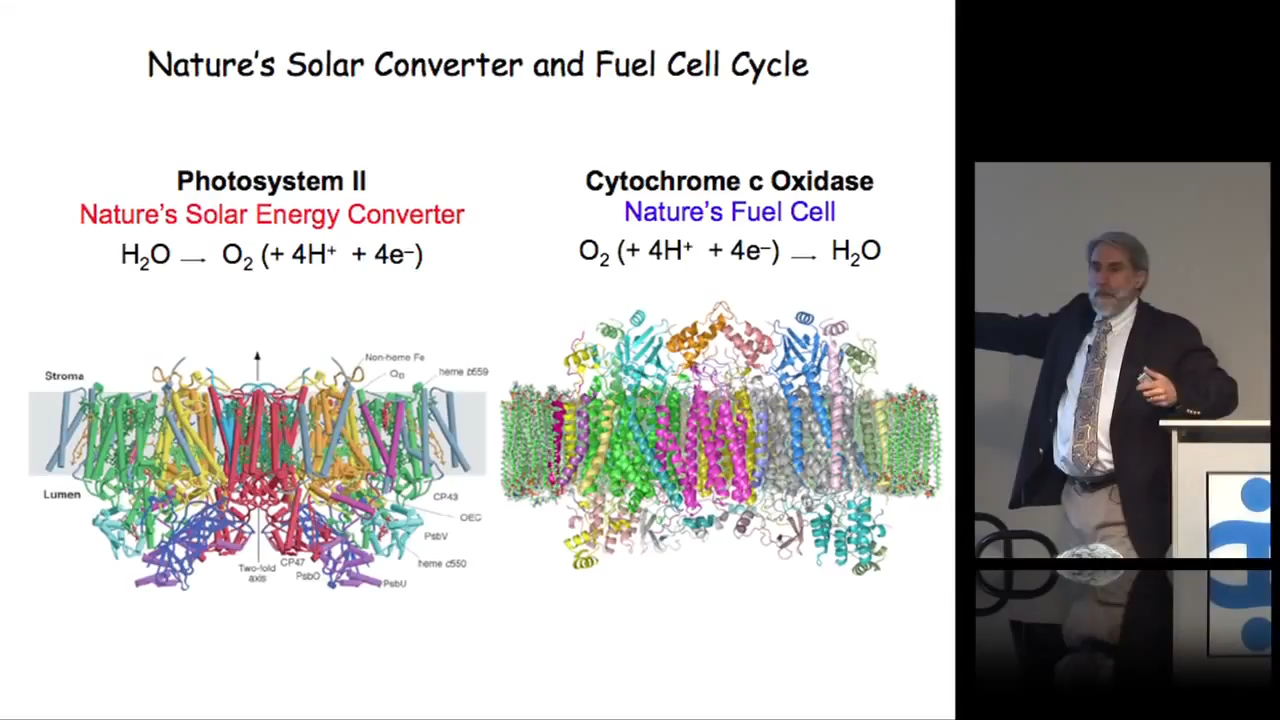 Nature's Solar Converter and Fuel Cell Cycle
Photosystem II
Nature's Solar Energy Converter
H₂O → O₂ (+ 4H⁺ + 4e⁻)
Cytochrome c Oxidase
Nature's Fuel Cell
O₂ (+ 4H⁺ + 4e⁻) → H₂O
Non-heme Fe
Stroma
Q_B
heme b559
Lumen
CP43
OEC
PsbV
heme c550
Two-fold
axis
CP47
PsbO
PsbU